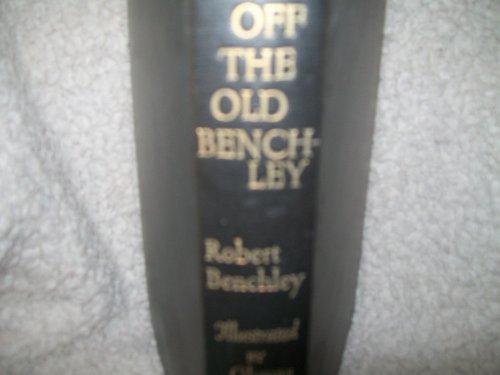 OFF
THE
OLD
BENCH-
LEY
Robert
Benchley
Illustrated
BY